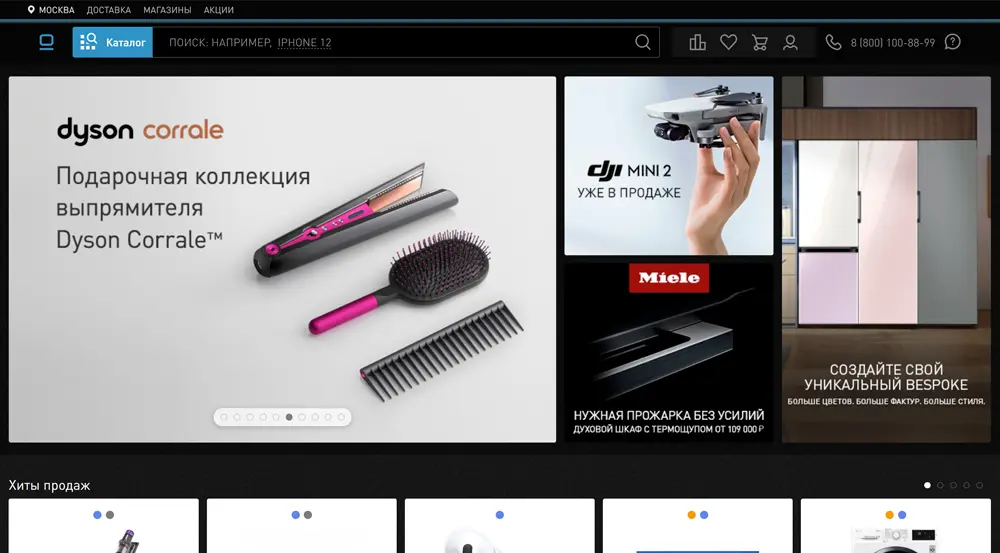 МОСКВА ДОСТАВКА МАГАЗИНЫ АКЦИИ
Каталог ПОИСК: НАПРИМЕР, IPHONE 12 8 (800) 100-88-99
dyson corrale
Подарочная коллекция
выпрямителя
Dyson Corrale™
dji MINI 2
УЖЕ В ПРОДАЖЕ
Miele
НУЖНАЯ ПРОЖАРКА БЕЗ УСИЛИЙ
ДУХОВОЙ ШКАФ С ТЕРМОЩУПОМ ОТ 109 000 ₽
СОЗДАЙТЕ СВОЙ
УНИКАЛЬНЫЙ BESPOKE
БОЛЬШЕ ЦВЕТОВ. БОЛЬШЕ ФАКТУР. БОЛЬШЕ СТИЛЯ.
Хиты продаж